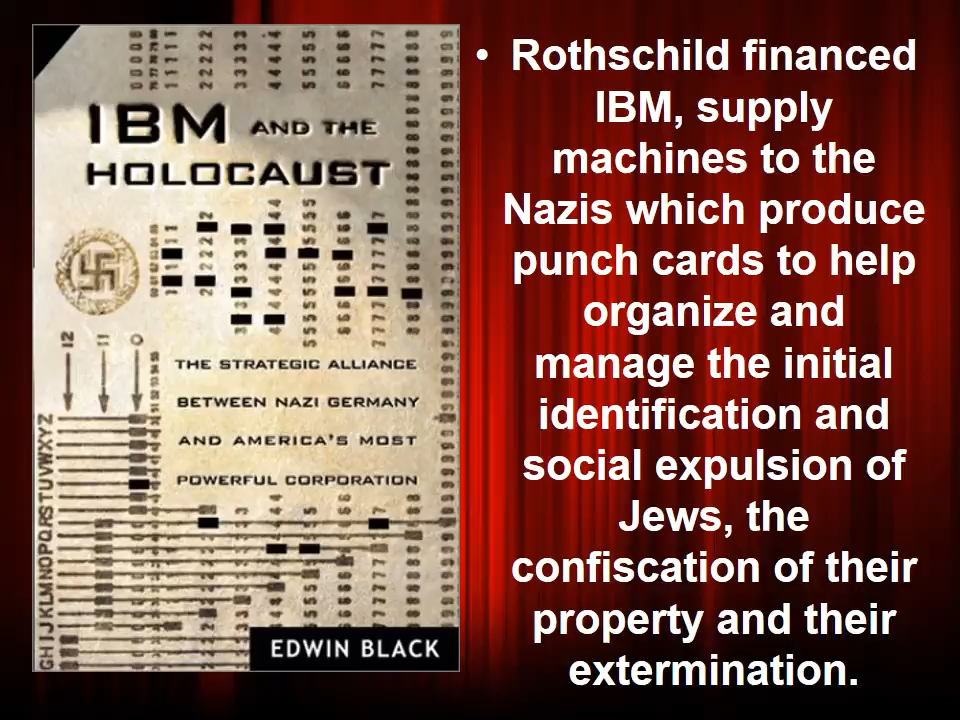 IBM AND THE
HOLOCAUST
THE STRATEGIC ALLIANCE
BETWEEN NAZI GERMANY
AND AMERICA'S MOST
POWERFUL CORPORATION
EDWIN BLACK
• Rothschild financed
IBM, supply
machines to the
Nazis which produce
punch cards to help
organize and
manage the initial
identification and
social expulsion of
Jews, the
confiscation of their
property and their
extermination.